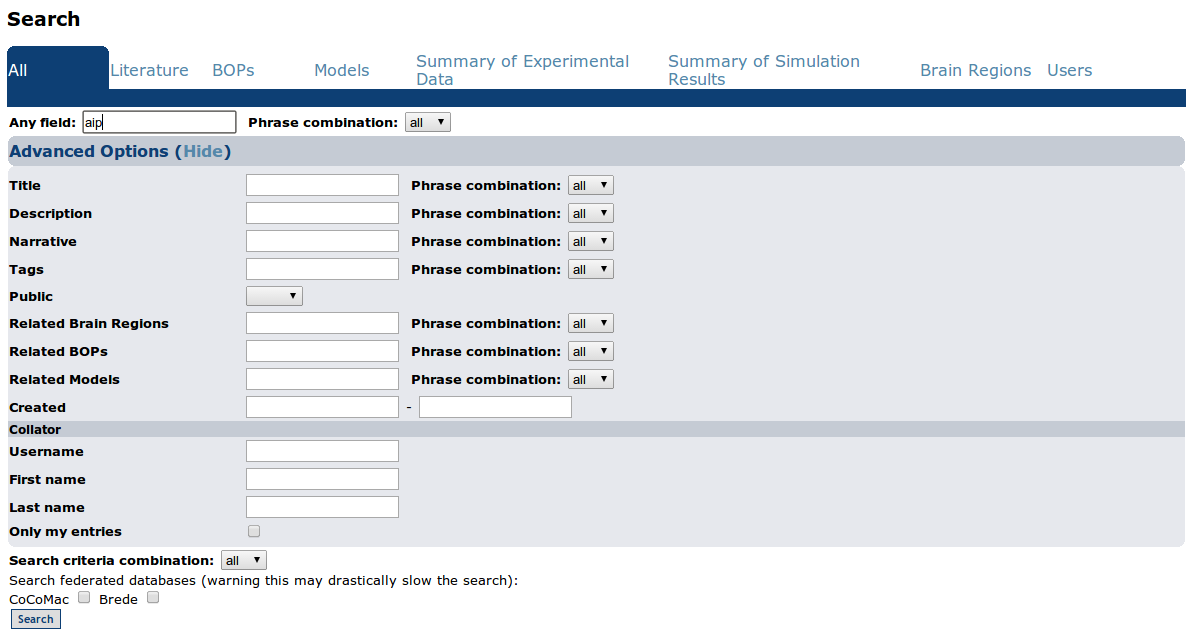 Search
All Literature BOPs Models Summary of Experimental Data Summary of Simulation Results Brain Regions Users
Any field: aip Phrase combination: all
Advanced Options (Hide)
Title Phrase combination: all
Description Phrase combination: all
Narrative Phrase combination: all
Tags Phrase combination: all
Public
Related Brain Regions Phrase combination: all
Related BOPs Phrase combination: all
Related Models Phrase combination: all
Created -
Collator
Username
First name
Last name
Only my entries
Search criteria combination: all
Search federated databases (warning this may drastically slow the search):
CoCoMac Brede
Search